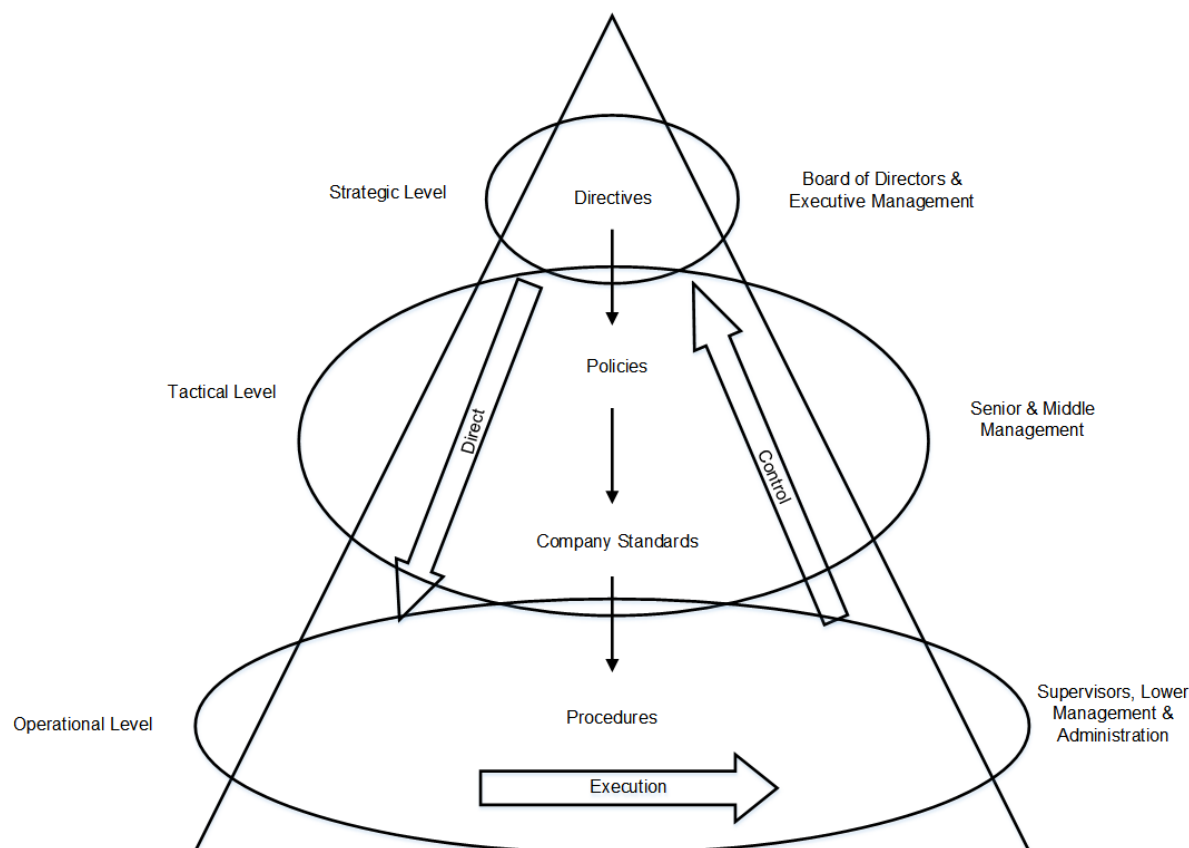 Strategic Level
Directives
Board of Directors &
Executive Management
Tactical Level
Policies
Direct
Control
Senior & Middle
Management
Company Standards
Operational Level
Procedures
Supervisors, Lower
Management &
Administration
Execution